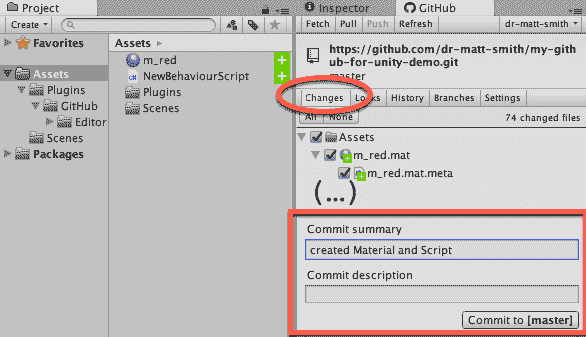 Project
Create
Favorites
Assets
Plugins
GitHub
Editor
Scenes
Packages
Assets
m_red
NewBehaviourScript
Plugins
Scenes
Inspector
GitHub
Fetch
Pull
Push
Refresh
dr-matt-smith
https://github.com/dr-matt-smith/my-gith
ub-for-unity-demo.git
master
Changes
Locks
History
Branches
Settings
All
None
74 changed files
Assets
m_red.mat
m_red.mat.meta
(...)
Commit summary
created Material and Script
Commit description
Commit to [master]